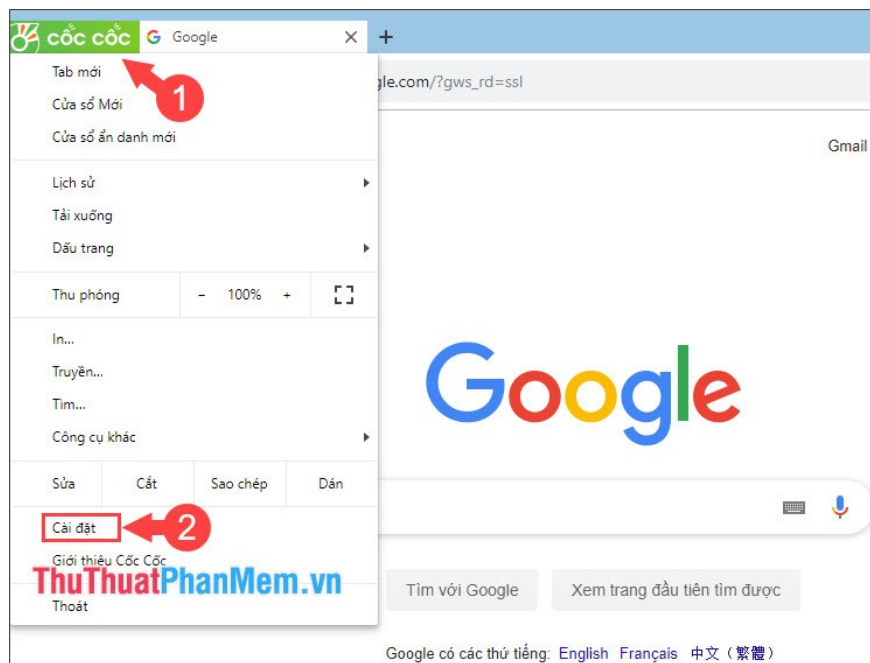 cốc cốc Google
1
gle.com/?gws_rd=ssl
Tab mới
Cửa sổ Mới
Cửa sổ ẩn danh mới
Gmail
Lịch sử
Tải xuống
Dấu trang
Thu phóng - 100% +
In...
Truyền...
Tìm...
Công cụ khác
Google
Sửa Cắt Sao chép Dán
Cài đặt 2
Giới thiệu Cốc Cốc
ThuThuatPhanMem.vn
Thoát
Tìm với Google Xem trang đầu tiên tìm được
Google có các thứ tiếng: English Français 中文（繁體）